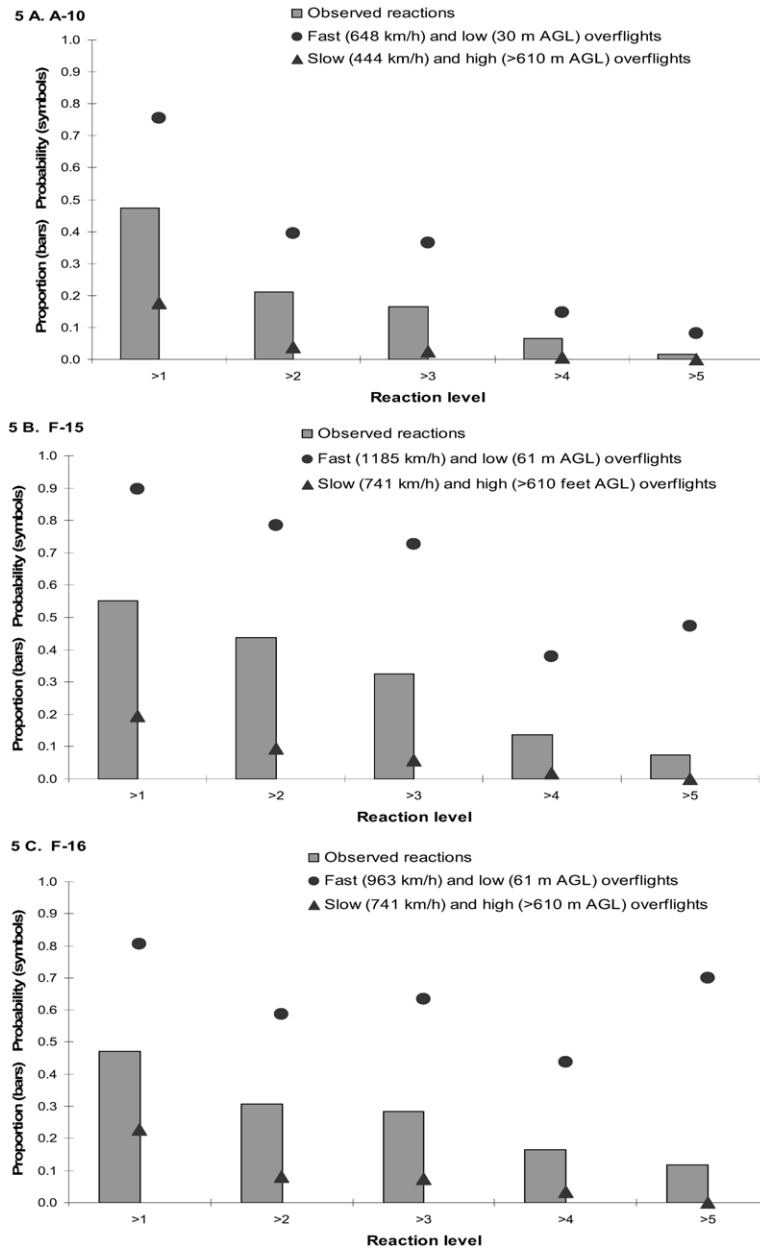 5 A. A-10
Observed reactions
Fast (648 km/h) and low (30 m AGL) overflights
Slow (444 km/h) and high (>610 m AGL) overflights
Proportion (bars) Probability (symbols)
1.0
0.9
0.8
0.7
0.6
0.5
0.4
0.3
0.2
0.1
0.0
>1 >2 >3 >4 >5
Reaction level
5 B. F-15
Observed reactions
Fast (1185 km/h) and low (61 m AGL) overflights
Slow (741 km/h) and high (>610 feet AGL) overflights
Proportion (bars) Probability (symbols)
1.0
0.9
0.8
0.7
0.6
0.5
0.4
0.3
0.2
0.1
0.0
>1 >2 >3 >4 >5
Reaction level
5 C. F-16
Observed reactions
Fast (963 km/h) and low (61 m AGL) overflights
Slow (741 km/h) and high (>610 m AGL) overflights
Proportion (bars) Probability (symbols)
1.0
0.9
0.8
0.7
0.6
0.5
0.4
0.3
0.2
0.1
0.0
>1 >2 >3 >4 >5
Reaction level